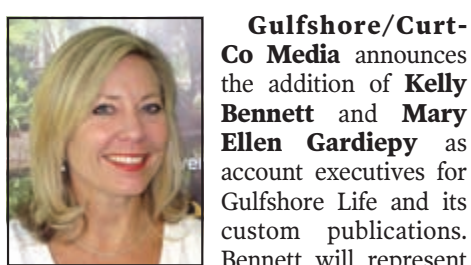 Gulfshore/Curt-
Co Media announces
the addition of Kelly
Bennett and Mary
Ellen Gardiepy as
account executives for
Gulfshore Life and its
custom publications.
Bennett will represent